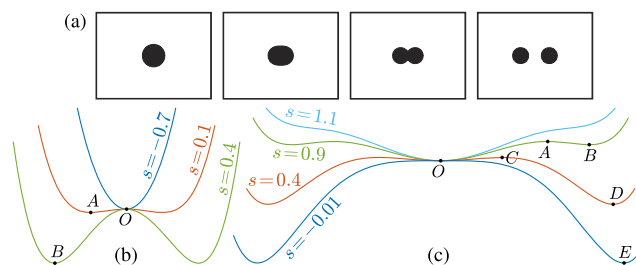 (a)
s=−0.7
s=0.1
s=0.4
A
O
B
(b)
s=1.1
s=0.9
s=0.4
s=−0.01
O
A
B
C
D
E
(c)